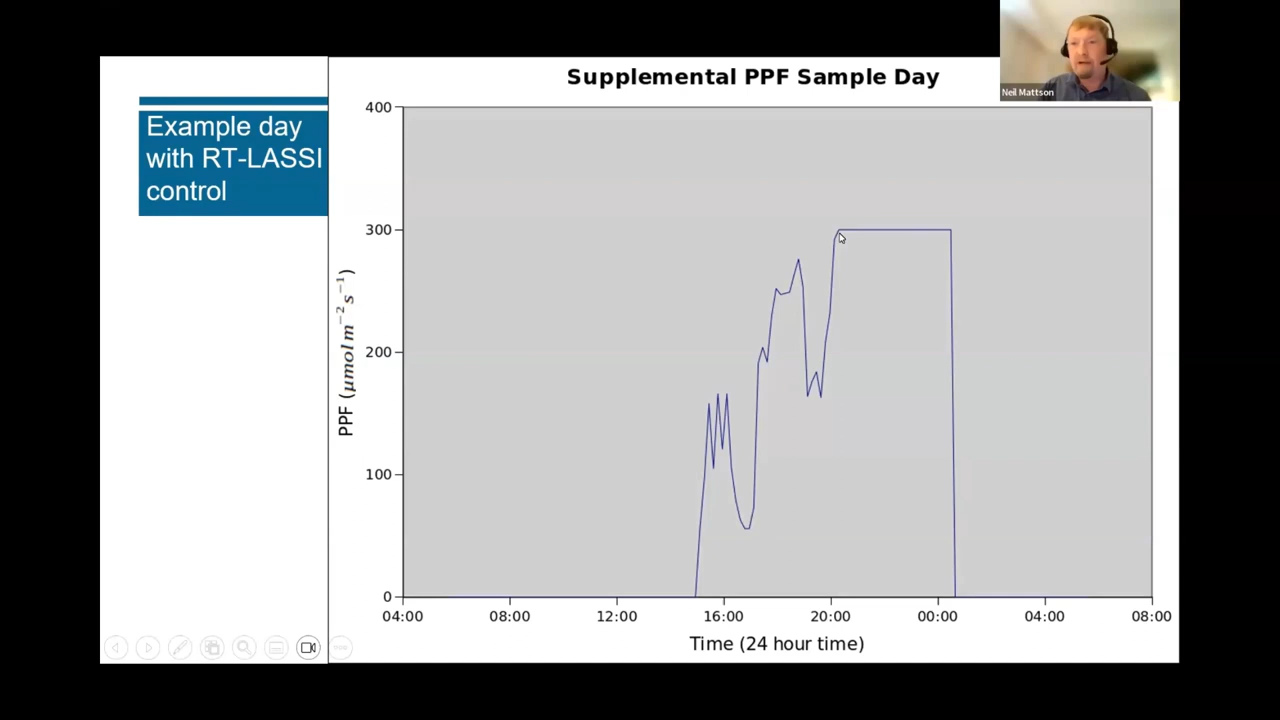 Supplemental PPF Sample Day
Neil Mattson
Example day
with RT-LASSI
control
400
300
200
100
0
PPF (μmol m⁻² s⁻¹)
04:00 08:00 12:00 16:00 20:00 00:00 04:00 08:00
Time (24 hour time)